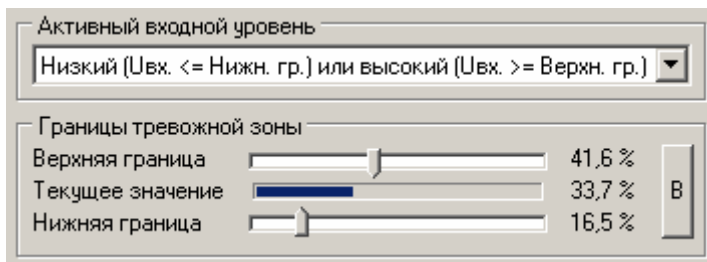 Активный входной уровень
Низкий (Uвх. <= Нижн. гр.) или высокий (Uвх. >= Верхн. гр.)
Границы тревожной зоны
Верхняя граница 41,6 %
Текущее значение 33,7 % В
Нижняя граница 16,5 %